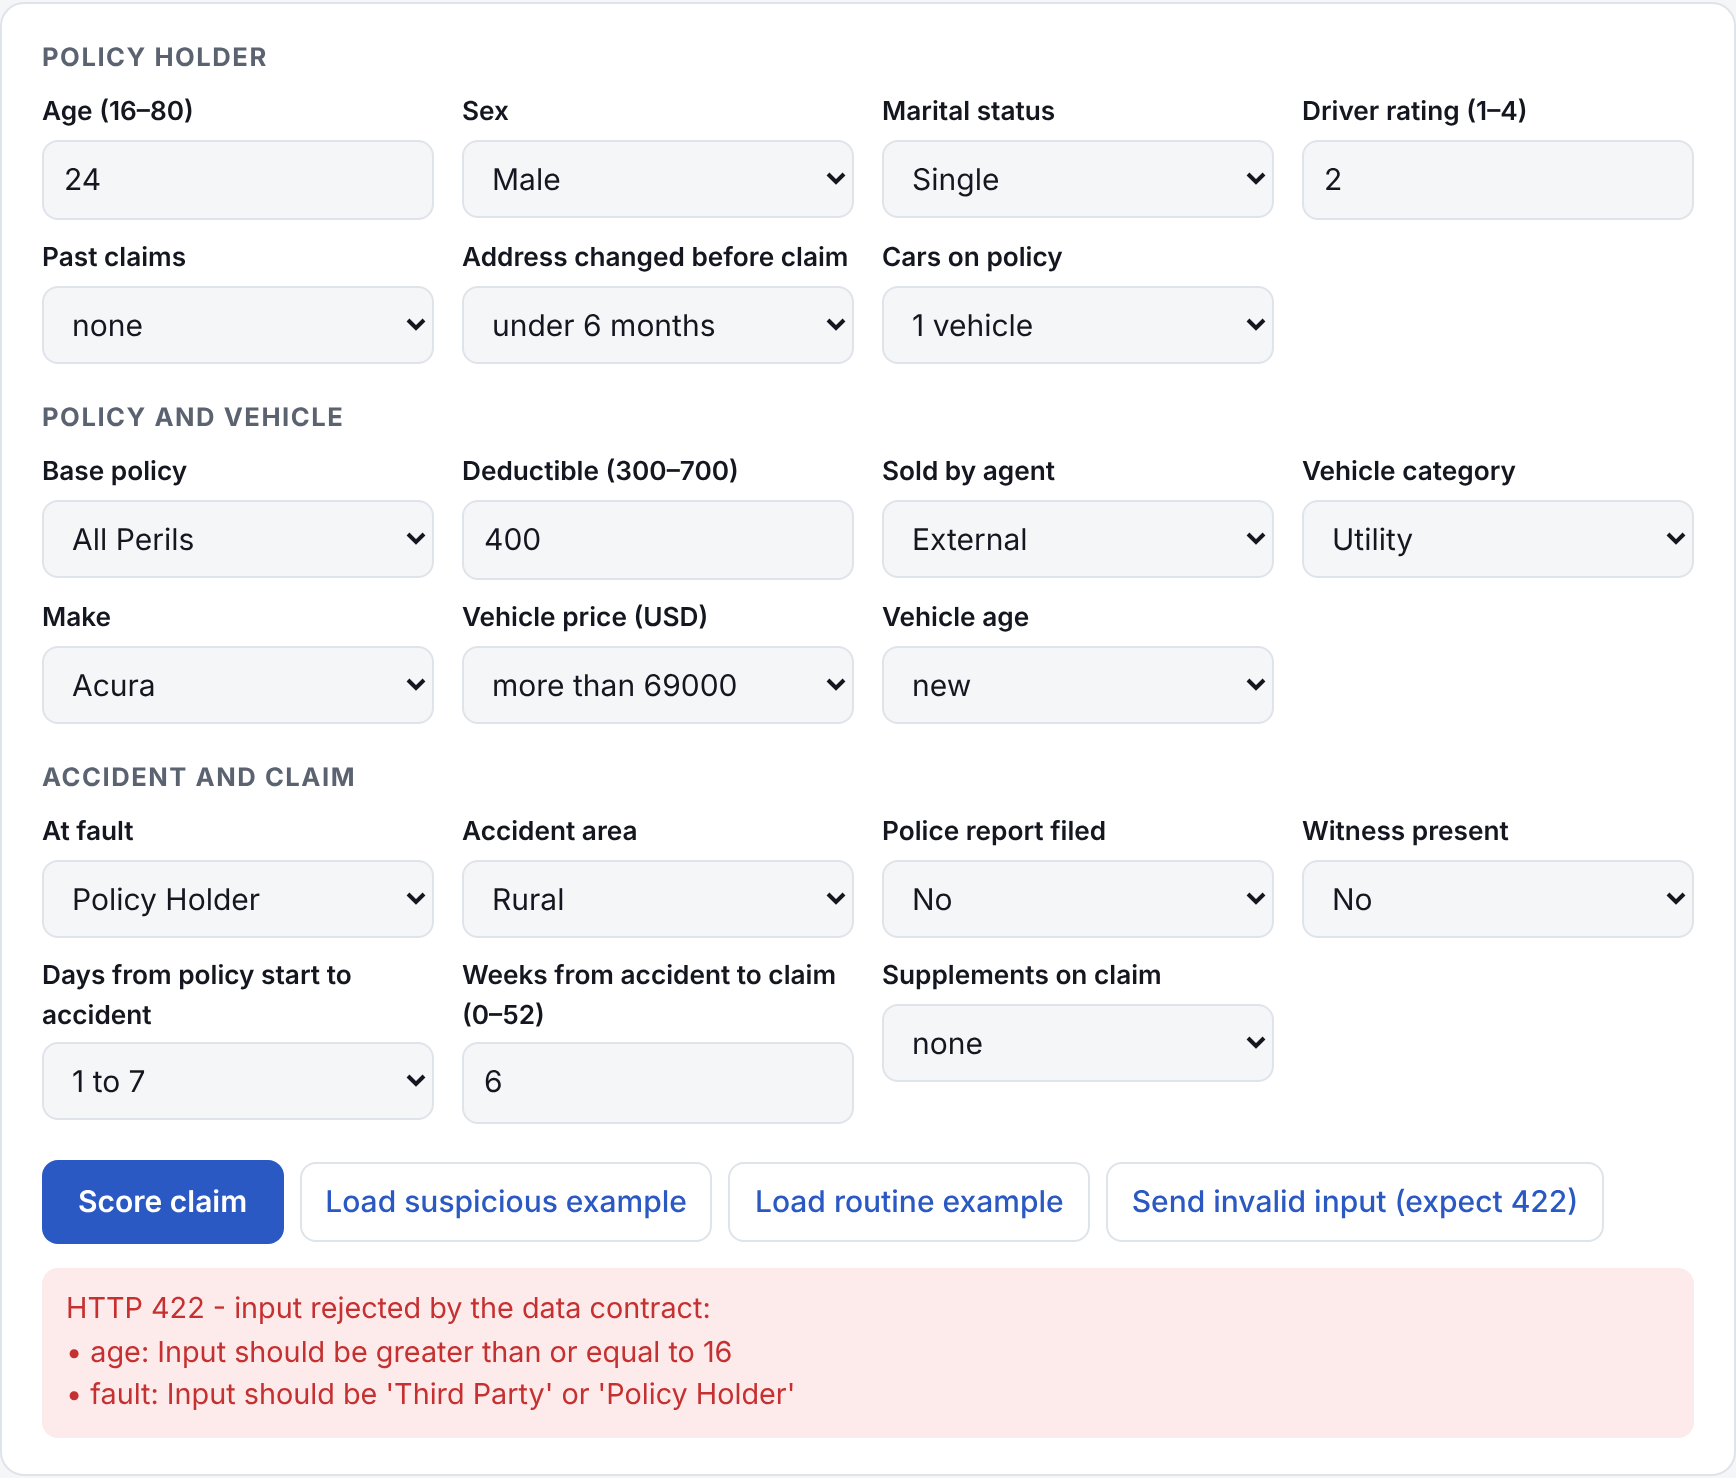 POLICY HOLDER
Age (16–80)
Sex
Marital status
Driver rating (1–4)
24
Male
Single
2
Past claims
Address changed before claim
Cars on policy
none
under 6 months
1 vehicle
POLICY AND VEHICLE
Base policy
Deductible (300–700)
Sold by agent
Vehicle category
All Perils
400
External
Utility
Make
Vehicle price (USD)
Vehicle age
Acura
more than 69000
new
ACCIDENT AND CLAIM
At fault
Accident area
Police report filed
Witness present
Policy Holder
Rural
No
No
Days from policy start to
accident
Weeks from accident to claim
(0–52)
Supplements on claim
1 to 7
6
none
Score claim
Load suspicious example
Load routine example
Send invalid input (expect 422)
HTTP 422 - input rejected by the data contract:
• age: Input should be greater than or equal to 16
• fault: Input should be 'Third Party' or 'Policy Holder'